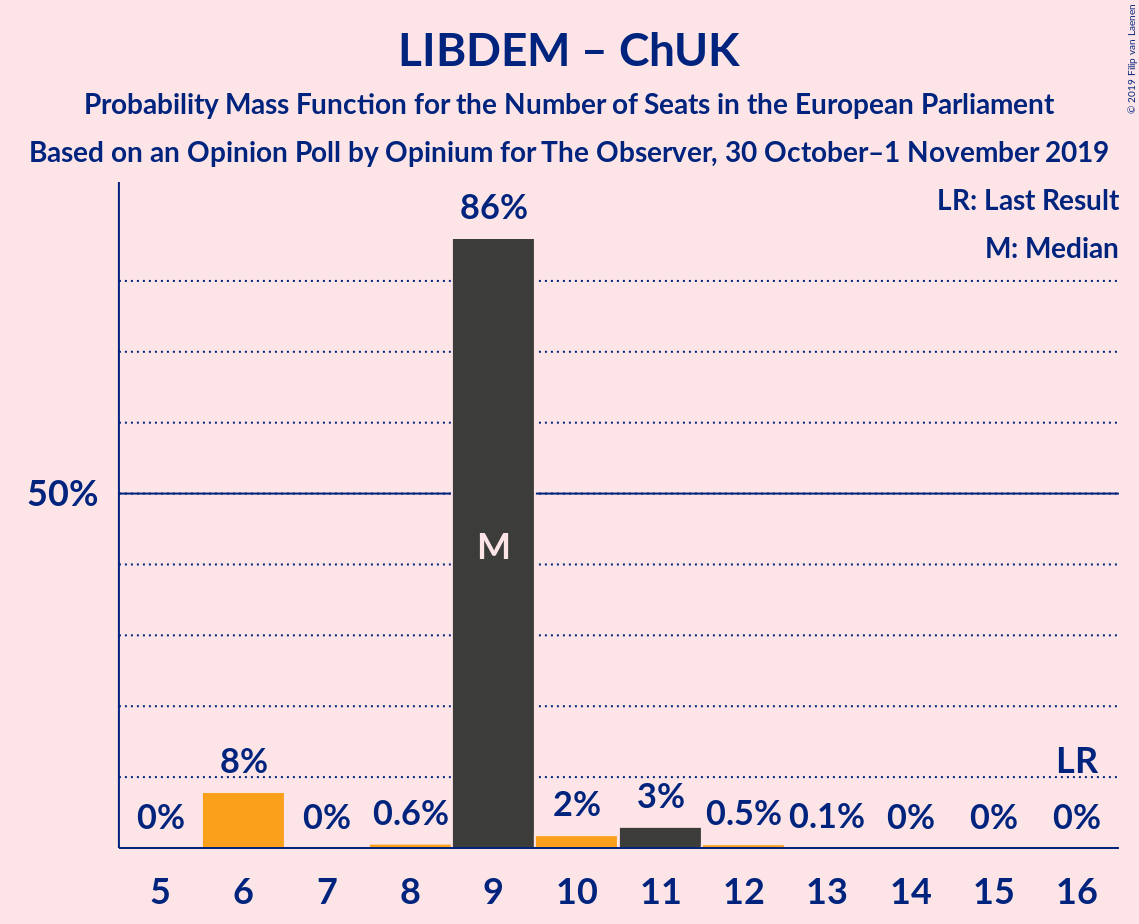 LIBDEM – ChUK
Probability Mass Function for the Number of Seats in the European Parliament
Based on an Opinion Poll by Opinium for The Observer, 30 October–1 November 2019
© 2019 Filip van Laenen
LR: Last Result
M: Median
86%
50%
M
8%
LR
0%
0%
0.6%
2%
3%
0.5%
0.1%
0%
0%
0%
5 6 7 8 9 10 11 12 13 14 15 16